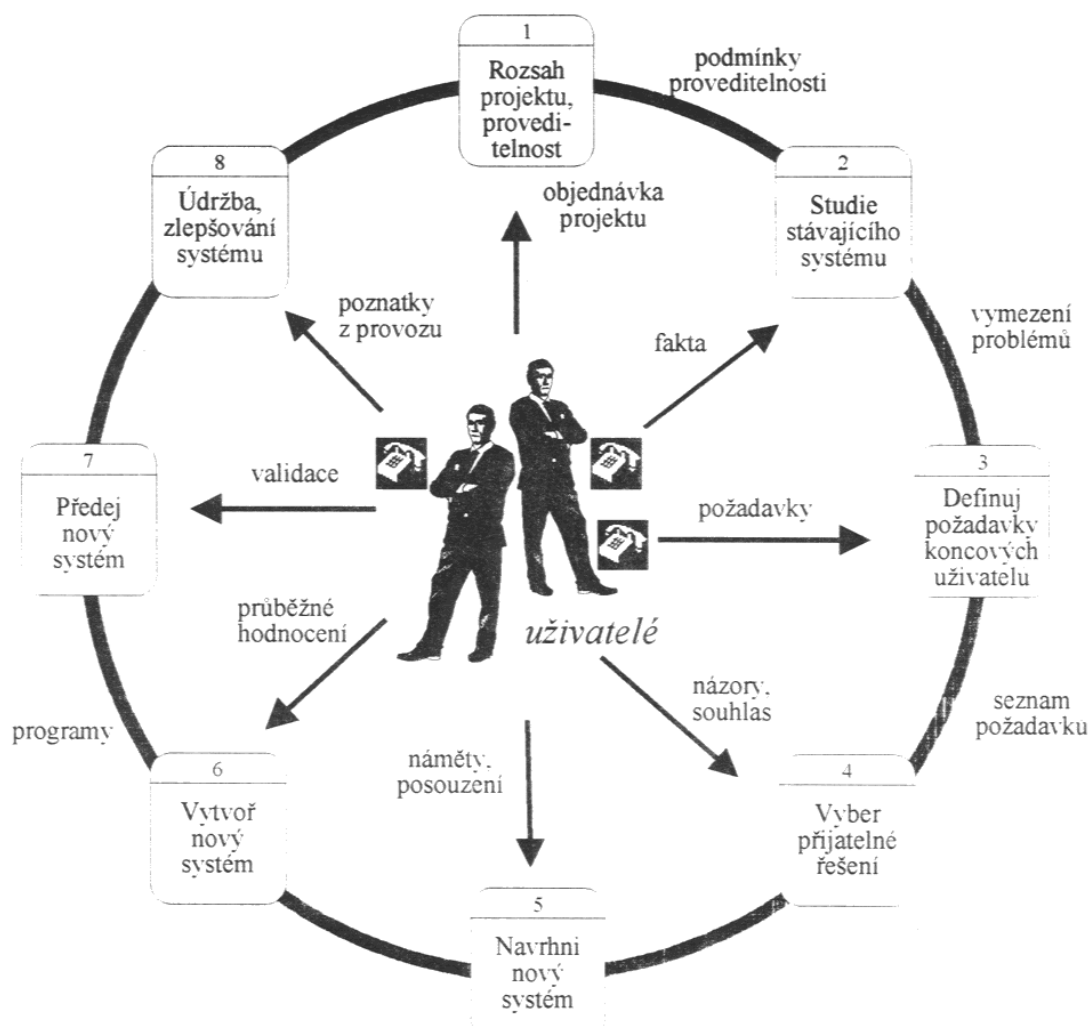 1
Rozsah
projektu,
provedi-
telnost
podmínky
proveditelnosti
8
Údržba,
zlepšování
systému
2
Studie
stávajícího
systému
objednávka
projektu
poznatky
z provozu
fakta
vymezení
problémů
7
Předej
nový
systém
validace
požadavky
3
Definuj
požadavky
koncových
uživatelu
průběžné
hodnocení
uživatelé
názory,
souhlas
seznam
požadavku
programy
náměty,
posouzení
6
Vytvoř
nový
systém
4
Vyber
přijatelné
řešení
5
Navrhni
nový
systém